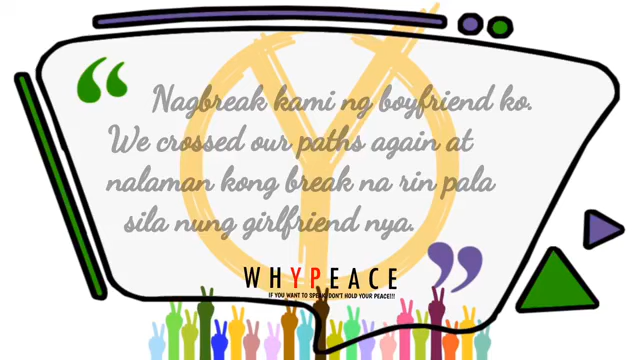 “ Nagbreak kami ng boyfriend ko.
We crossed our paths again at
nalaman kong break na rin pala
sila nung girlfriend nya. ”
WHYPEACE
IF YOU WANT TO SPEAK DON'T HOLD YOUR PEACE!!!